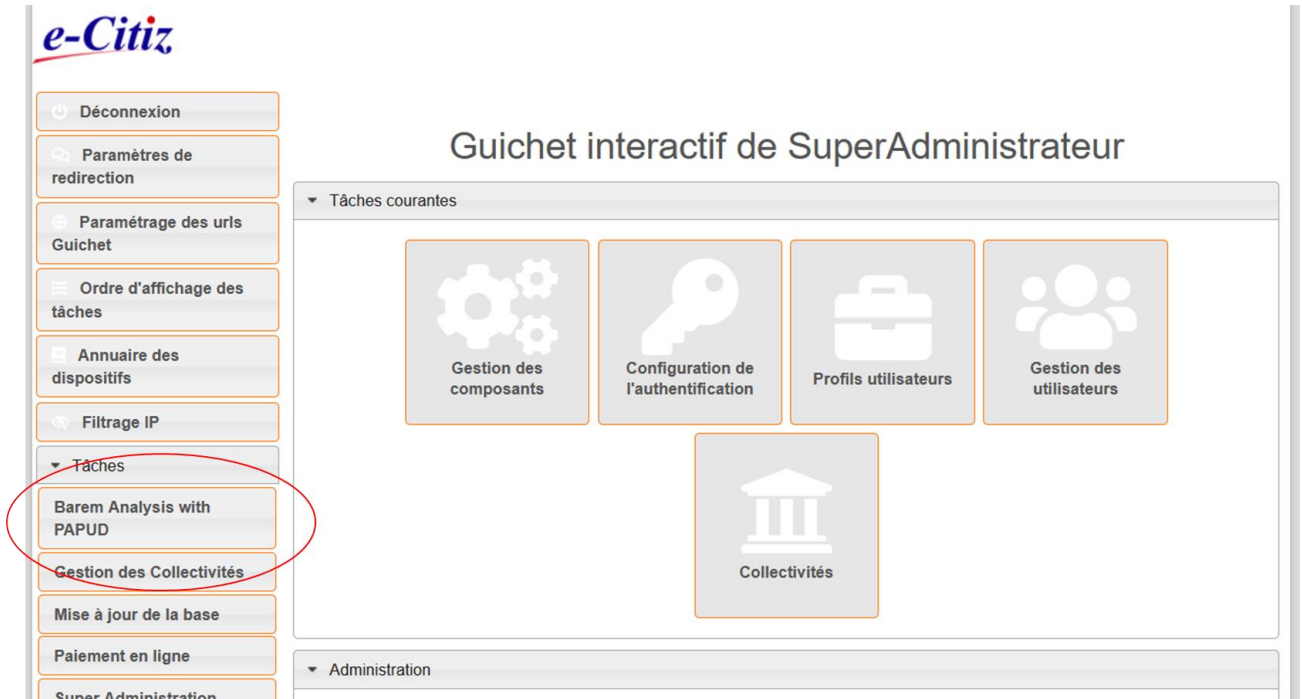 e-Citiz
Déconnexion
Paramètres de
redirection
Paramétrage des urls
Guichet
Ordre d'affichage des
tâches
Annuaire des
dispositifs
Filtrage IP
Tâches
Barem Analysis with
PAPUD
Gestion des Collectivités
Mise à jour de la base
Paiement en ligne
Super Administration
Guichet interactif de SuperAdministrateur
Tâches courantes
Gestion des
composants
Configuration de
l'authentification
Profils utilisateurs
Gestion des
utilisateurs
Collectivités
Administration